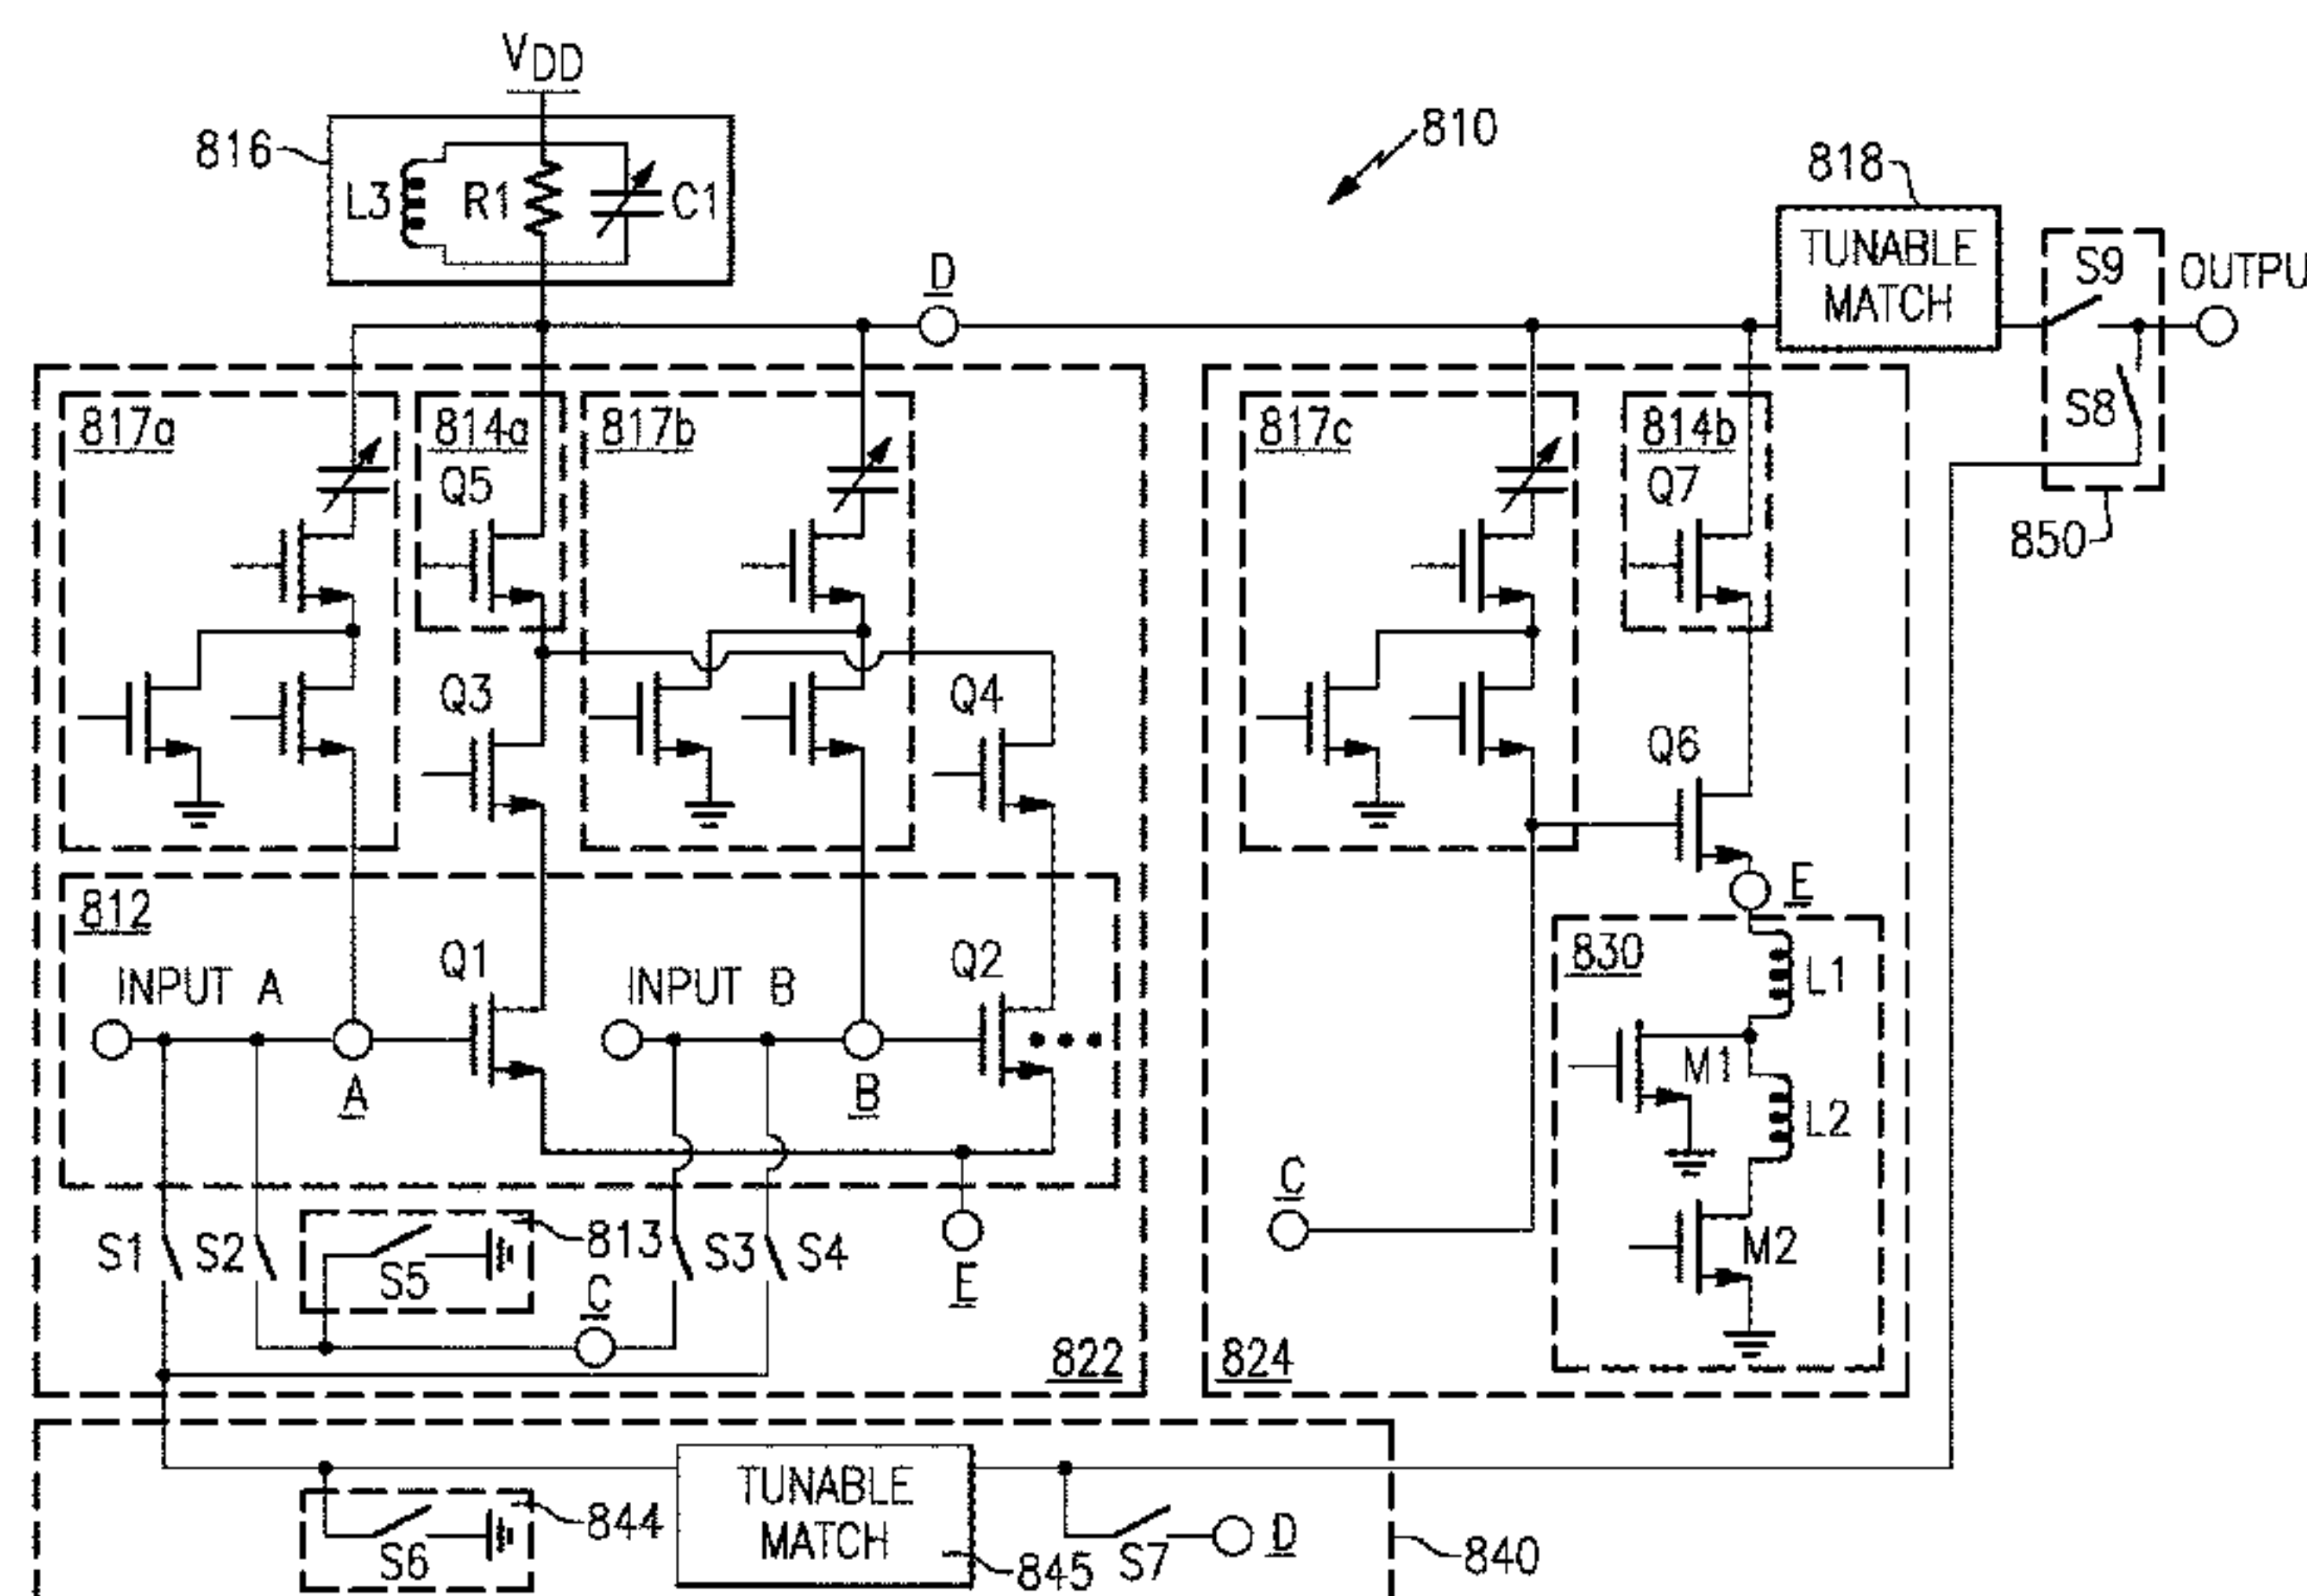 VDD
816
L3
R1
C1
810
818
TUNABLE
MATCH
S9
OUTPU
D
S8
850
817a
814a
817b
817c
814b
Q5
Q7
Q3
Q4
Q6
812
E
Q1
Q2
830
L1
INPUT A
INPUT B
M1
A
B
L2
C
S1
S2
S5
813
S3
S4
M2
C
E
822
824
TUNABLE
MATCH
844
S6
845
S7
D
840